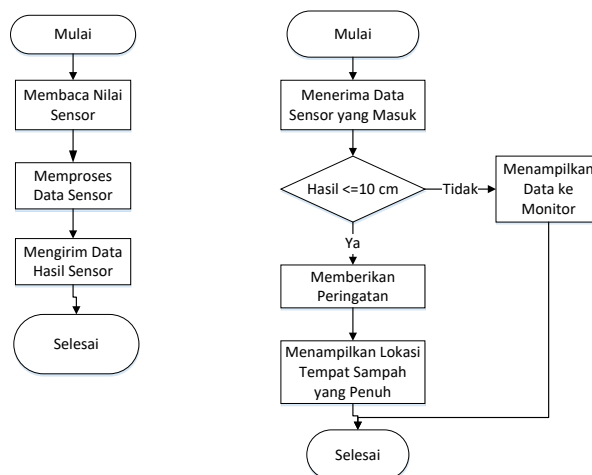 Mulai
Membaca Nilai
Sensor
Memproses
Data Sensor
Mengirim Data
Hasil Sensor
Selesai
Mulai
Menerima Data
Sensor yang Masuk
Hasil <=10 cm
Tidak
Menampilkan
Data ke
Monitor
Ya
Memberikan
Peringatan
Menampilkan Lokasi
Tempat Sampah
yang Penuh
Selesai